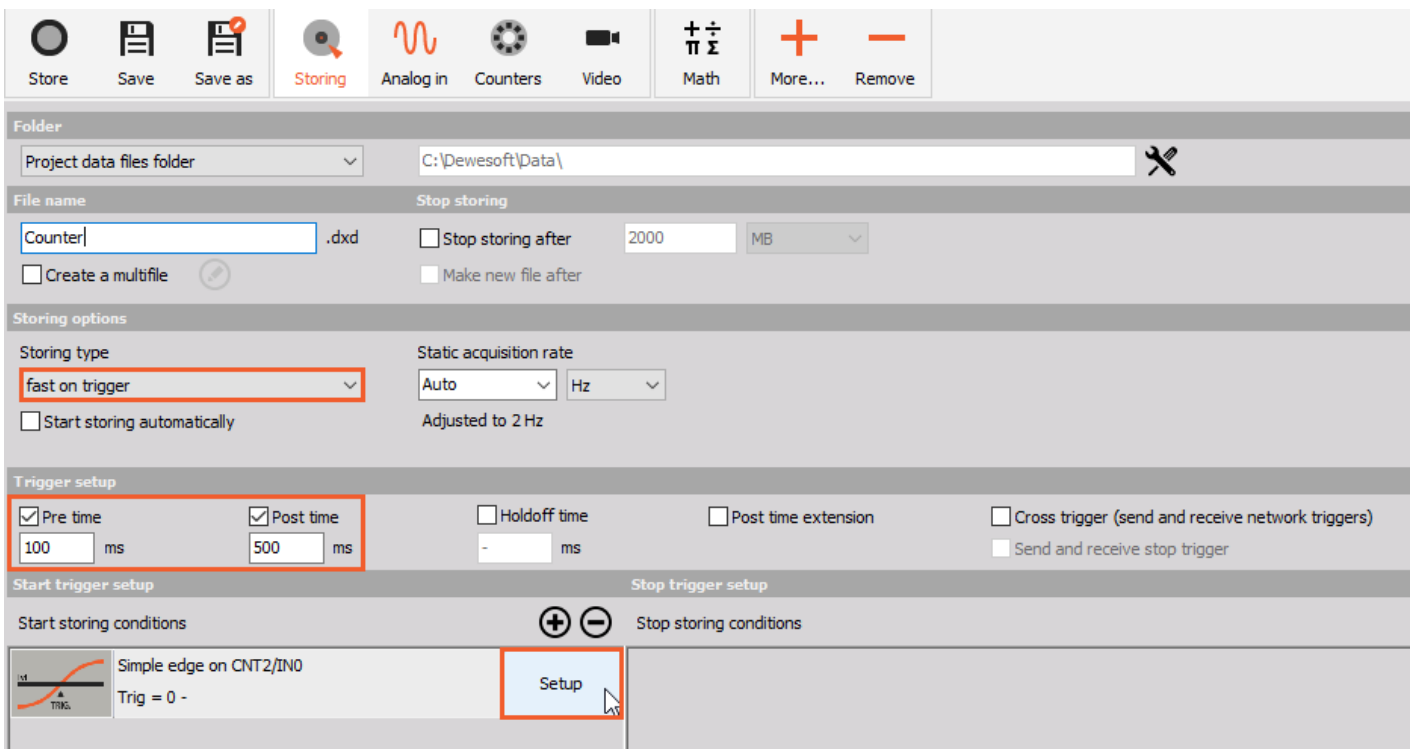 Store Save Save as Storing Analog in Counters Video Math More... Remove
Folder
Project data files folder C:\Dewesoft\Data\
File name Stop storing
Counter .dxd Stop storing after 2000 MB
Create a multifile Make new file after
Storing options
Storing type Static acquisition rate
fast on trigger Auto Hz
Start storing automatically Adjusted to 2 Hz
Trigger setup
Pre time Post time Holdoff time Post time extension Cross trigger (send and receive network triggers)
100 ms 500 ms - ms Send and receive stop trigger
Start trigger setup Stop trigger setup
Start storing conditions Stop storing conditions
Simple edge on CNT2/IN0
Setup
Trig = 0 -
TRIG.